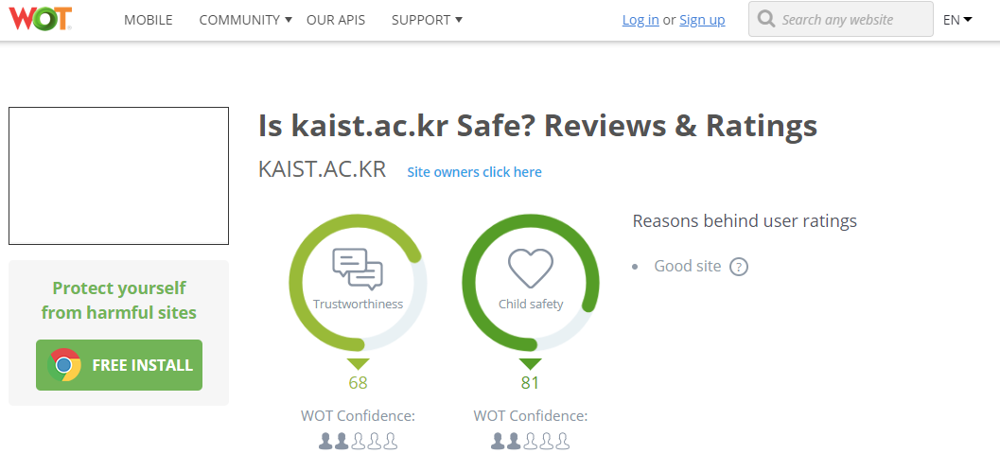 WOT MOBILE COMMUNITY OUR APIS SUPPORT Log in or Sign up Search any website EN
Is kaist.ac.kr Safe? Reviews & Ratings
KAIST.AC.KR Site owners click here
Protect yourself
from harmful sites
FREE INSTALL
Trustworthiness
68
WOT Confidence:
Child safety
81
WOT Confidence:
Reasons behind user ratings
Good site ?